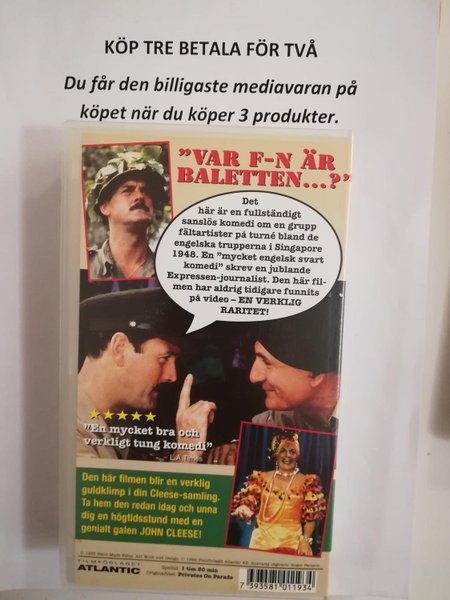 KÖP TRE BETALA FÖR TVÅ
Du får den billigaste mediavaran på
köpet när du köper 3 produkter.
"VAR F-N ÄR
BALETTEN...?"
Det
här är en fullständigt
sanslös komedi om en grupp
fältartister på turné bland de
engelska trupperna i Singapore
1948. En "mycket engelsk svart
komedi" skrev en jublande
Expressen-journalist. Den här fil-
men har aldrig tidigare funnits
på video – EN VERKLIG
RARITET!
"En mycket bra och
verkligt tung komedi"
– L.A Times
Den här filmen blir en verklig
guldklimp i din Cleese-samling.
Ta hem den redan idag och unna
dig en högtidsstund med en
genialt galen JOHN CLEESE!
FILMFÖRLAGET
ATLANTIC
Speltid: 1 tim 50 min
Originaltitel: Privates On Parade
7 393581 011934